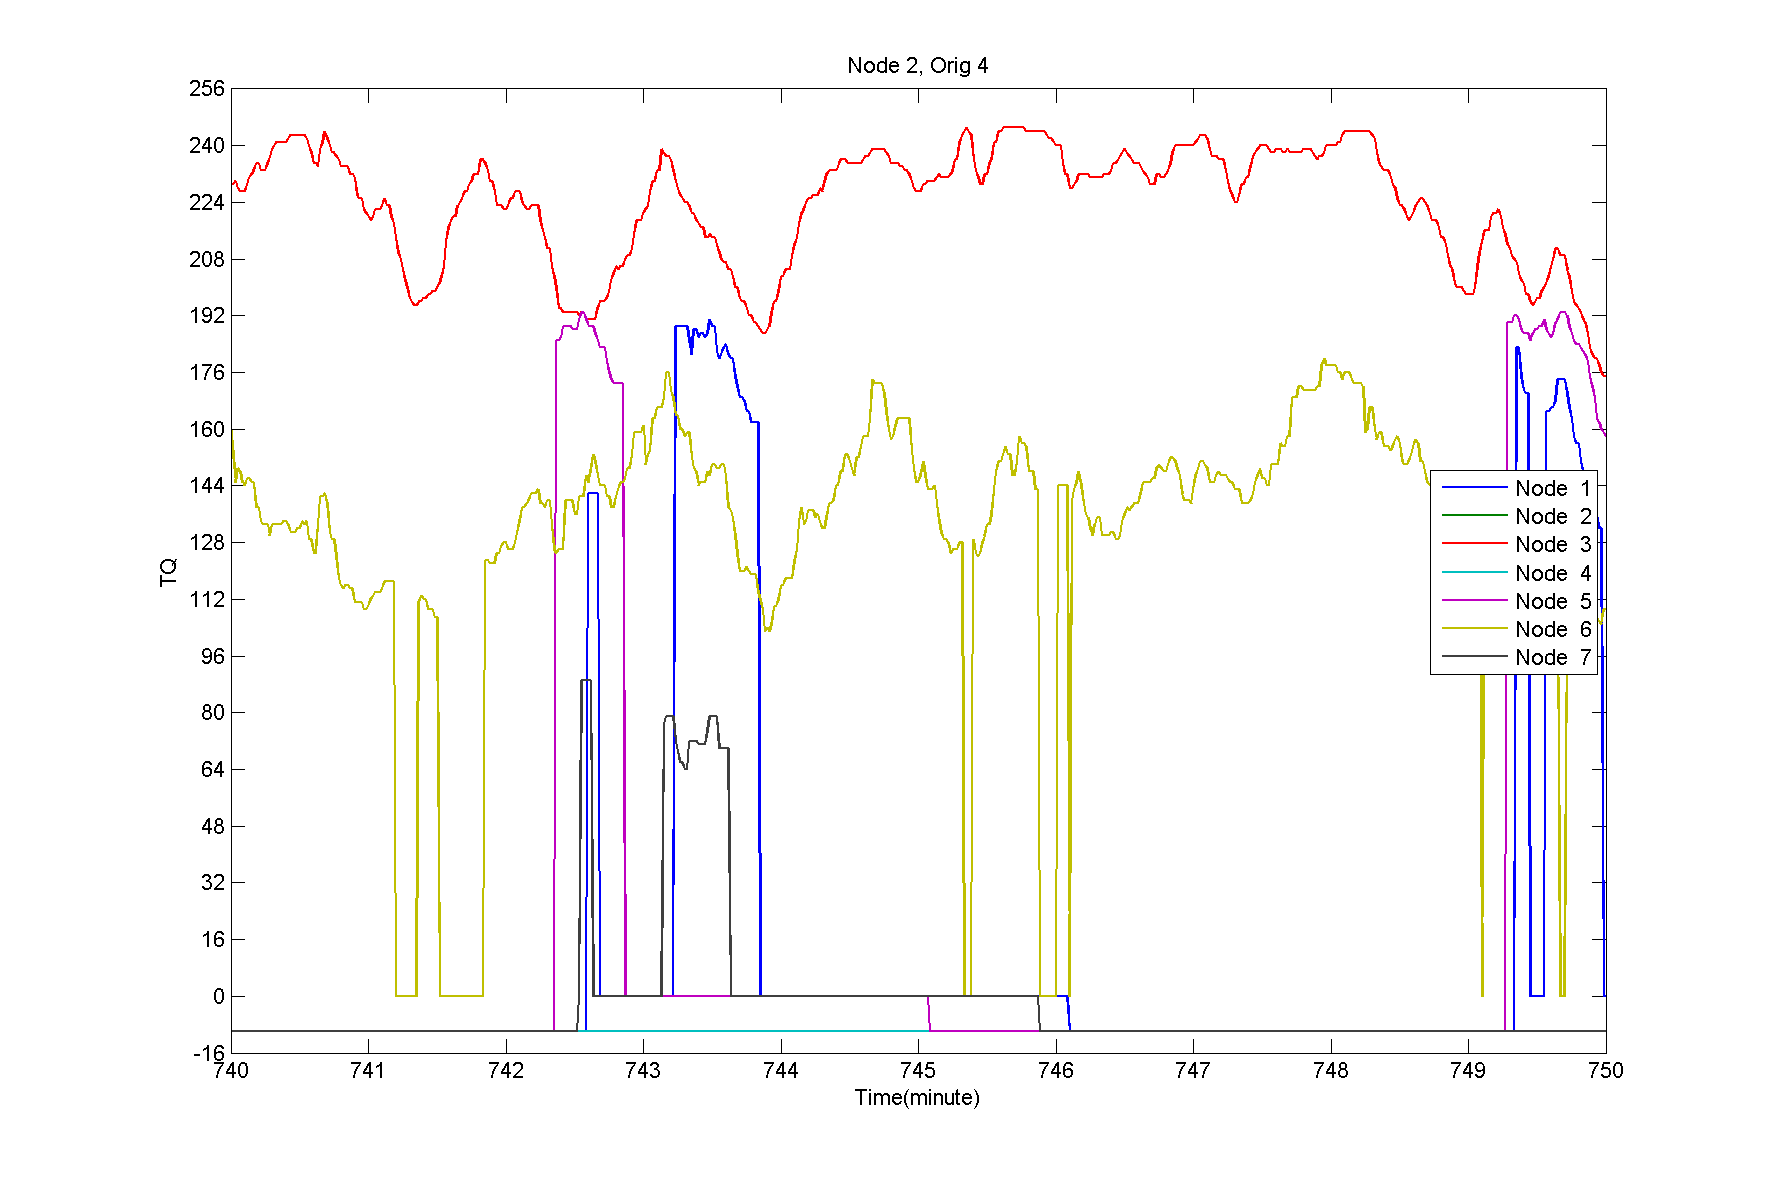 Node 2, Orig 4
256
240
224
208
192
176
160
144
128
112
96
80
64
48
32
16
0
-16
TQ
740 741 742 743 744 745 746 747 748 749 750
Time(minute)
Node 1
Node 2
Node 3
Node 4
Node 5
Node 6
Node 7